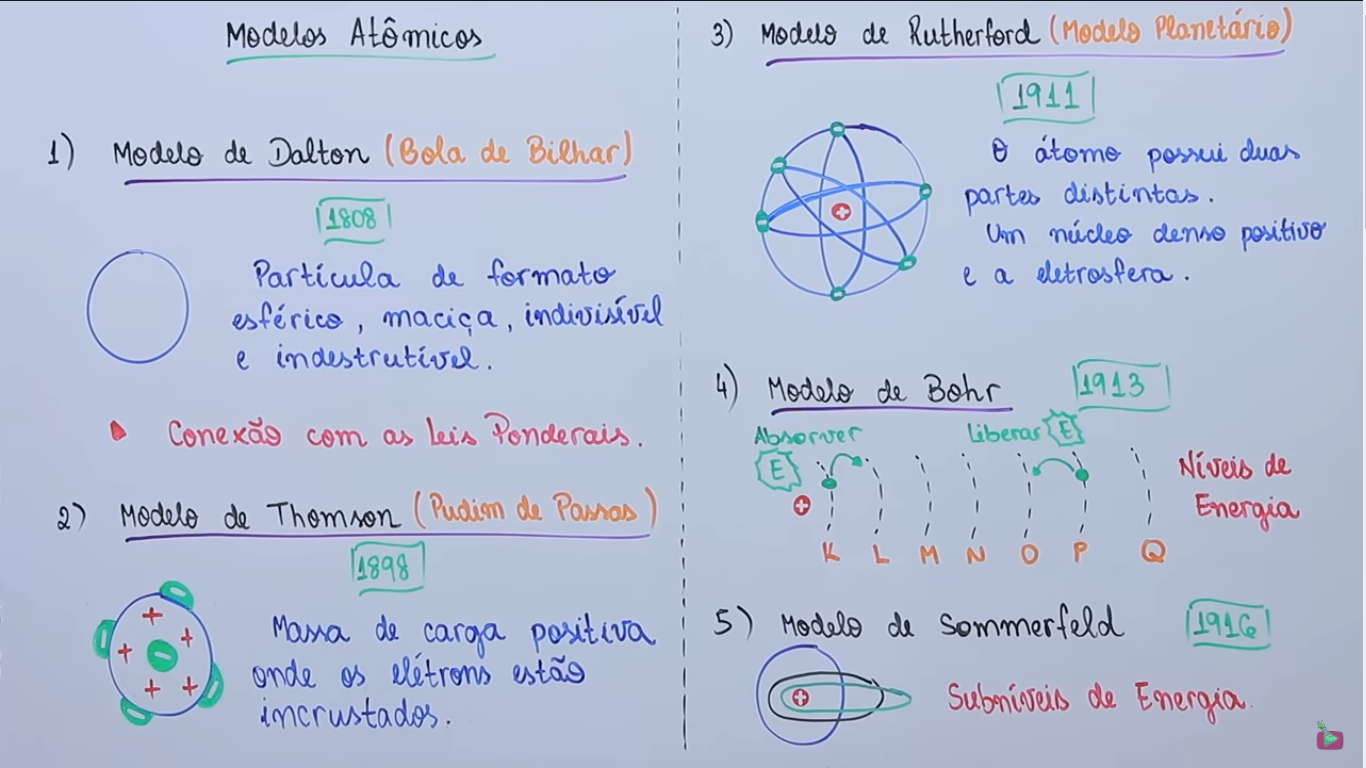 Modelos Atômicos
1) Modelo de Dalton (Bola de Bilhar)
1808
Partícula de formato
esférico, maciça, indivisível
e indestrutível.
Conexão com as leis Ponderais.
2) Modelo de Thomson (Pudim de Passas)
1898
+
+
+
−
+ +
Massa de carga positiva
onde os elétrons estão
incrustados.
3) Modelo de Rutherford (Modelo Planetário)
1911
+
O átomo possui duas
partes distintas.
Um núcleo denso positivo
e a eletrosfera.
4) Modelo de Bohr 1913
Absorver E
Liberar E
+
K L M N O P Q
Níveis de
Energia
5) Modelo de Sommerfeld 1916
+
Subníveis de Energia.